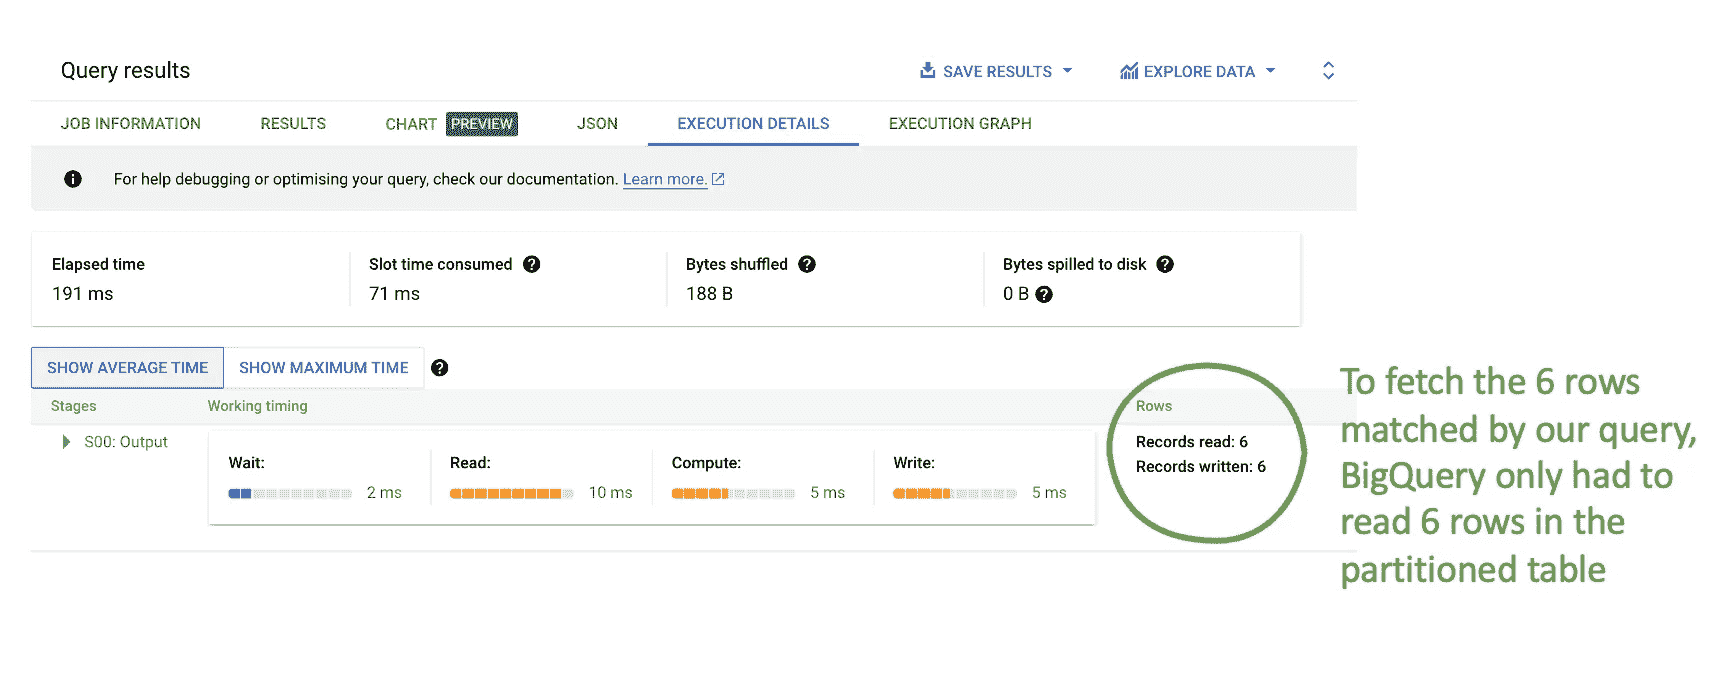 Query results
SAVE RESULTS
EXPLORE DATA
JOB INFORMATION
RESULTS
CHART PREVIEW
JSON
EXECUTION DETAILS
EXECUTION GRAPH
For help debugging or optimising your query, check our documentation. Learn more.
Elapsed time
191 ms
Slot time consumed
71 ms
Bytes shuffled
188 B
Bytes spilled to disk
0 B
SHOW AVERAGE TIME
SHOW MAXIMUM TIME
Stages
Working timing
Rows
S00: Output
Wait:
2 ms
Read:
10 ms
Compute:
5 ms
Write:
5 ms
Records read: 6
Records written: 6
To fetch the 6 rows
matched by our query,
BigQuery only had to
read 6 rows in the
partitioned table